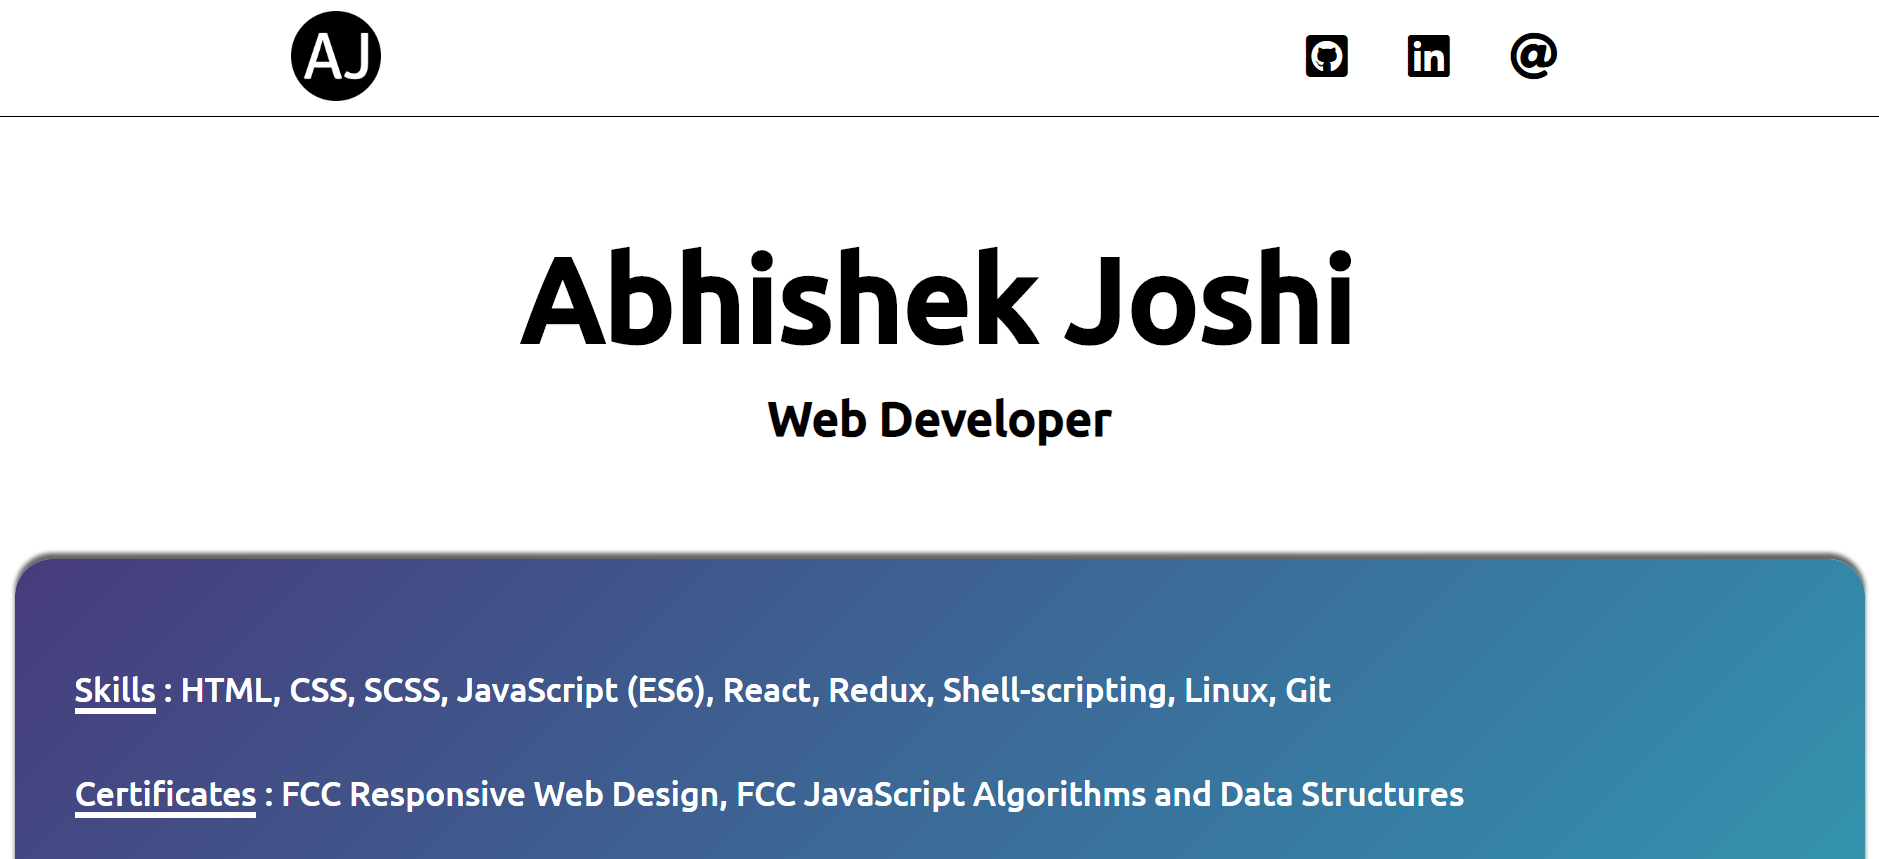 AJ
Abhishek Joshi
Web Developer
Skills : HTML, CSS, SCSS, JavaScript (ES6), React, Redux, Shell-scripting, Linux, Git
Certificates : FCC Responsive Web Design, FCC JavaScript Algorithms and Data Structures